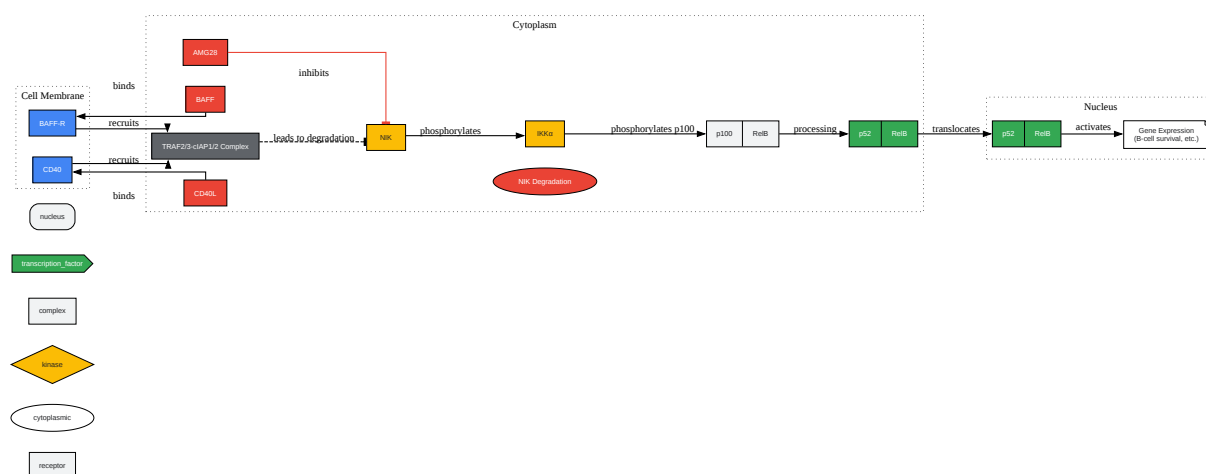 Cytoplasm
AMG28
inhibits
binds
Cell Membrane
BAFF
BAFF-R
recruits
TRAF2/3-cIAP1/2 Complex
leads to degradation
NIK
phosphorylates
IKKα
phosphorylates p100
p100
RelB
processing
p52
RelB
translocates
Nucleus
p52
RelB
activates
Gene Expression
(B-cell survival, etc.)
recruits
CD40
NIK Degradation
CD40L
binds
nucleus
transcription_factor
complex
kinase
cytoplasmic
receptor